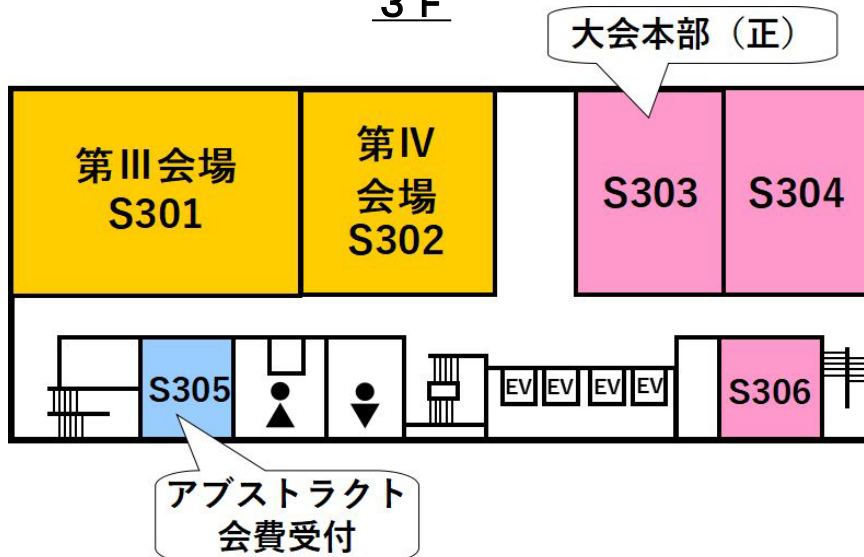 3F
大会本部（正）
第Ⅲ会場
S301
第Ⅳ
会場
S302
S303
S304
S305
EV
EV
EV
EV
S306
アブストラクト
会費受付